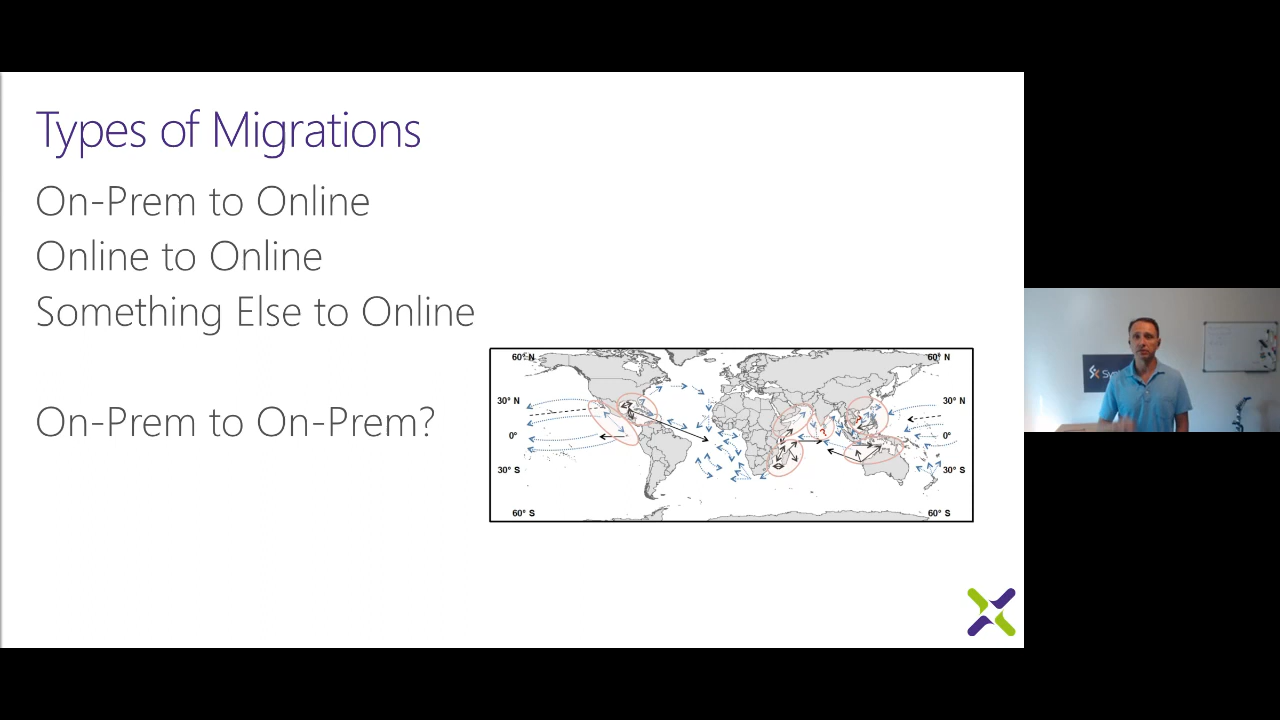 Types of Migrations
On-Prem to Online
Online to Online
Something Else to Online
On-Prem to On-Prem?
60° N 60° N
30° N 30° N
0° 0°
?
?
30° S 30° S
60° S 60° S